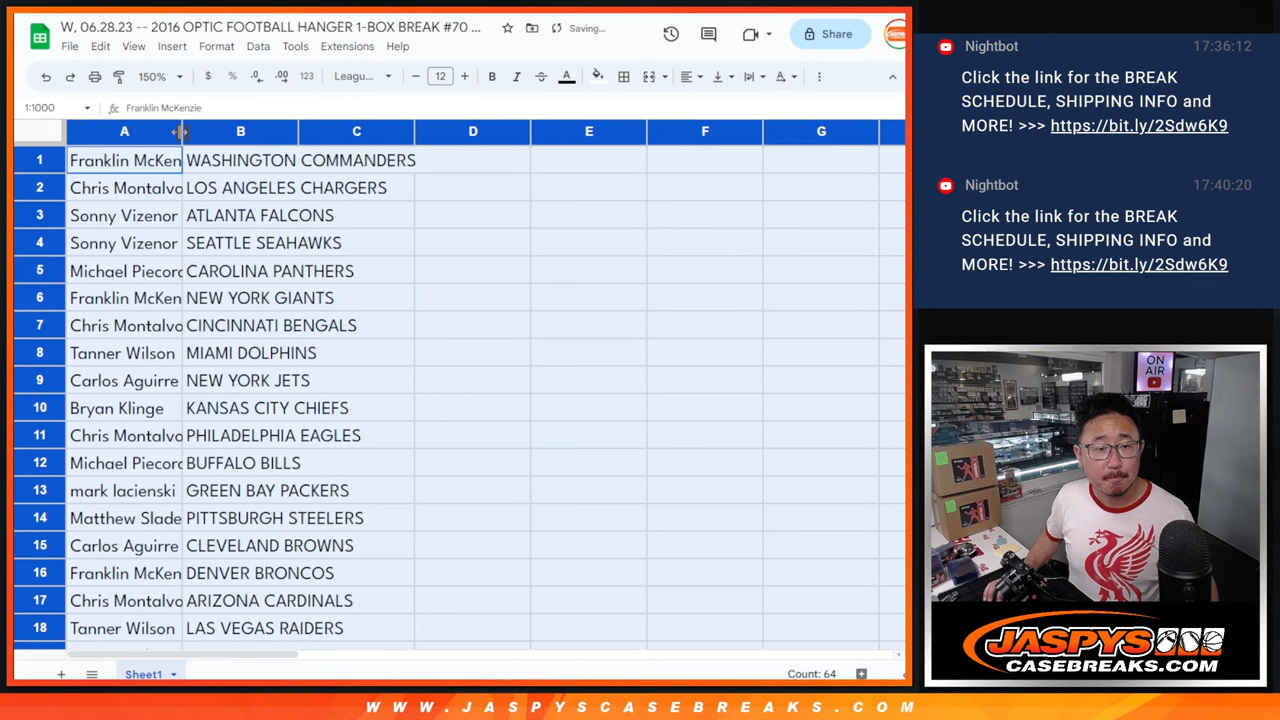 W, 06.28.23 -- 2016 OPTIC FOOTBALL HANGER 1-BOX BREAK #70 ...
Saving...
File Edit View Insert Format Data Tools Extensions Help
Share
150% $ % .0 .00 123 Leagu... 12 B I A
1:1000 fx Franklin McKenzie
A B C D E F G
1 Franklin McKen WASHINGTON COMMANDERS
2 Chris Montalvo LOS ANGELES CHARGERS
3 Sonny Vizenor ATLANTA FALCONS
4 Sonny Vizenor SEATTLE SEAHAWKS
5 Michael Piecoro CAROLINA PANTHERS
6 Franklin McKen NEW YORK GIANTS
7 Chris Montalvo CINCINNATI BENGALS
8 Tanner Wilson MIAMI DOLPHINS
9 Carlos Aguirre NEW YORK JETS
10 Bryan Klinge KANSAS CITY CHIEFS
11 Chris Montalvo PHILADELPHIA EAGLES
12 Michael Piecoro BUFFALO BILLS
13 mark lacienski GREEN BAY PACKERS
14 Matthew Slade PITTSBURGH STEELERS
15 Carlos Aguirre CLEVELAND BROWNS
16 Franklin McKen DENVER BRONCOS
17 Chris Montalvo ARIZONA CARDINALS
18 Tanner Wilson LAS VEGAS RAIDERS
Sheet1
Count: 64
Nightbot 17:36:12
Click the link for the BREAK
SCHEDULE, SHIPPING INFO and
MORE! >>> https://bit.ly/2Sdw6K9
Nightbot 17:40:20
Click the link for the BREAK
SCHEDULE, SHIPPING INFO and
MORE! >>> https://bit.ly/2Sdw6K9
ON
AIR
JASPYS
CASEBREAKS.COM
WWW.JASPYSCASEBREAKS.COM